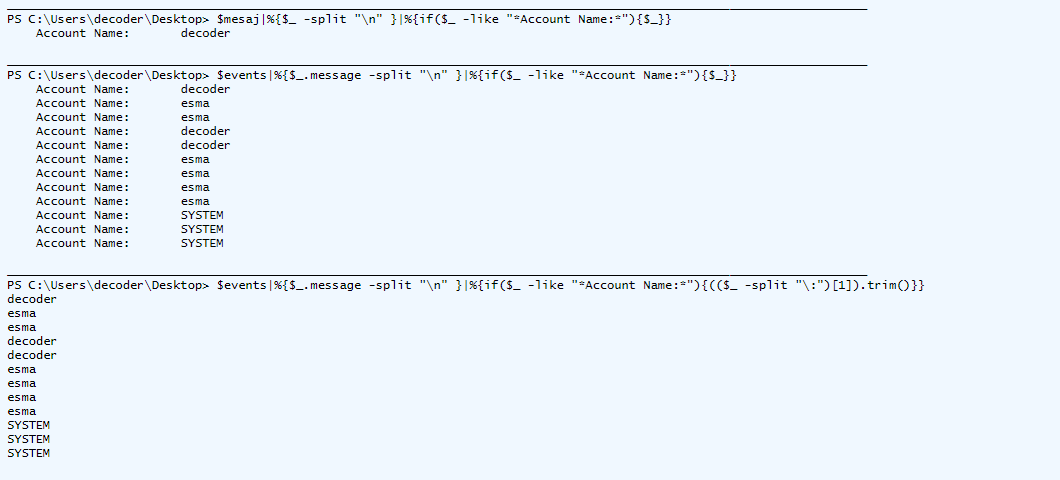 PS C:\Users\decoder\Desktop> $mesaj|%{$_ -split "\n" }|%{if($_ -like "*Account Name:*"){$_}}
    Account Name:       decoder
PS C:\Users\decoder\Desktop> $events|%{$_.message -split "\n" }|%{if($_ -like "*Account Name:*"){$_}}
    Account Name:       decoder
    Account Name:       esma
    Account Name:       esma
    Account Name:       decoder
    Account Name:       decoder
    Account Name:       esma
    Account Name:       esma
    Account Name:       esma
    Account Name:       esma
    Account Name:       SYSTEM
    Account Name:       SYSTEM
    Account Name:       SYSTEM
PS C:\Users\decoder\Desktop> $events|%{$_.message -split "\n" }|%{if($_ -like "*Account Name:*"){(($_ -split "\:")[1]).trim()}}
decoder
esma
esma
decoder
decoder
esma
esma
esma
esma
SYSTEM
SYSTEM
SYSTEM